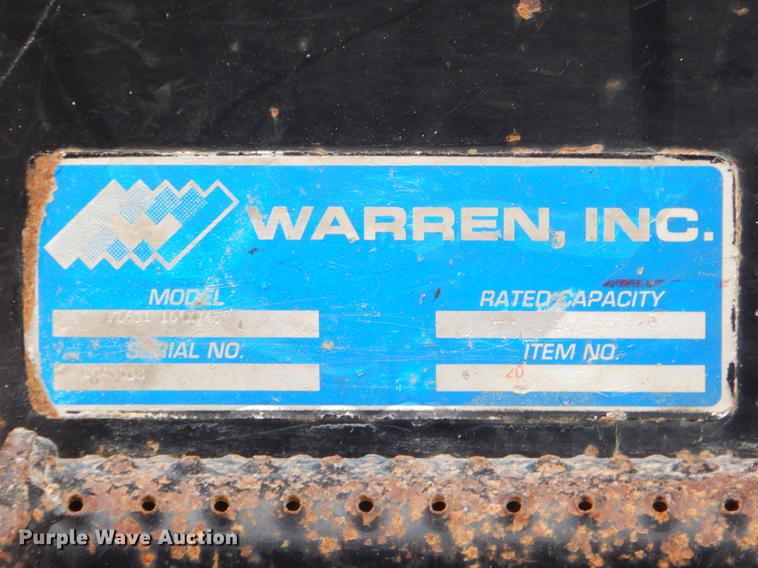 WARREN, INC.
MODEL RATED CAPACITY
SERIAL NO. ITEM NO.
20
Purple Wave Auction